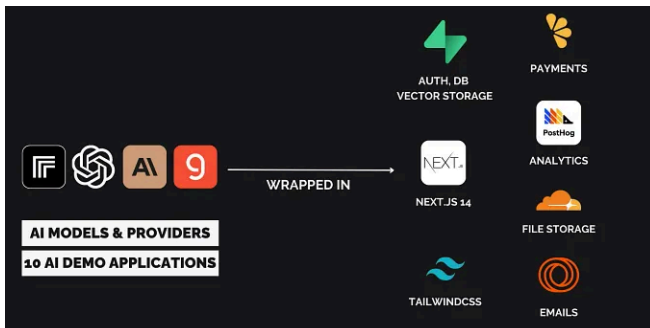 AUTH, DB
VECTOR STORAGE
PAYMENTS
PostHog
ANALYTICS
NEXT.JS
NEXT.JS 14
WRAPPED IN
AI MODELS & PROVIDERS
10 AI DEMO APPLICATIONS
FILE STORAGE
TAILWINDCSS
EMAILS